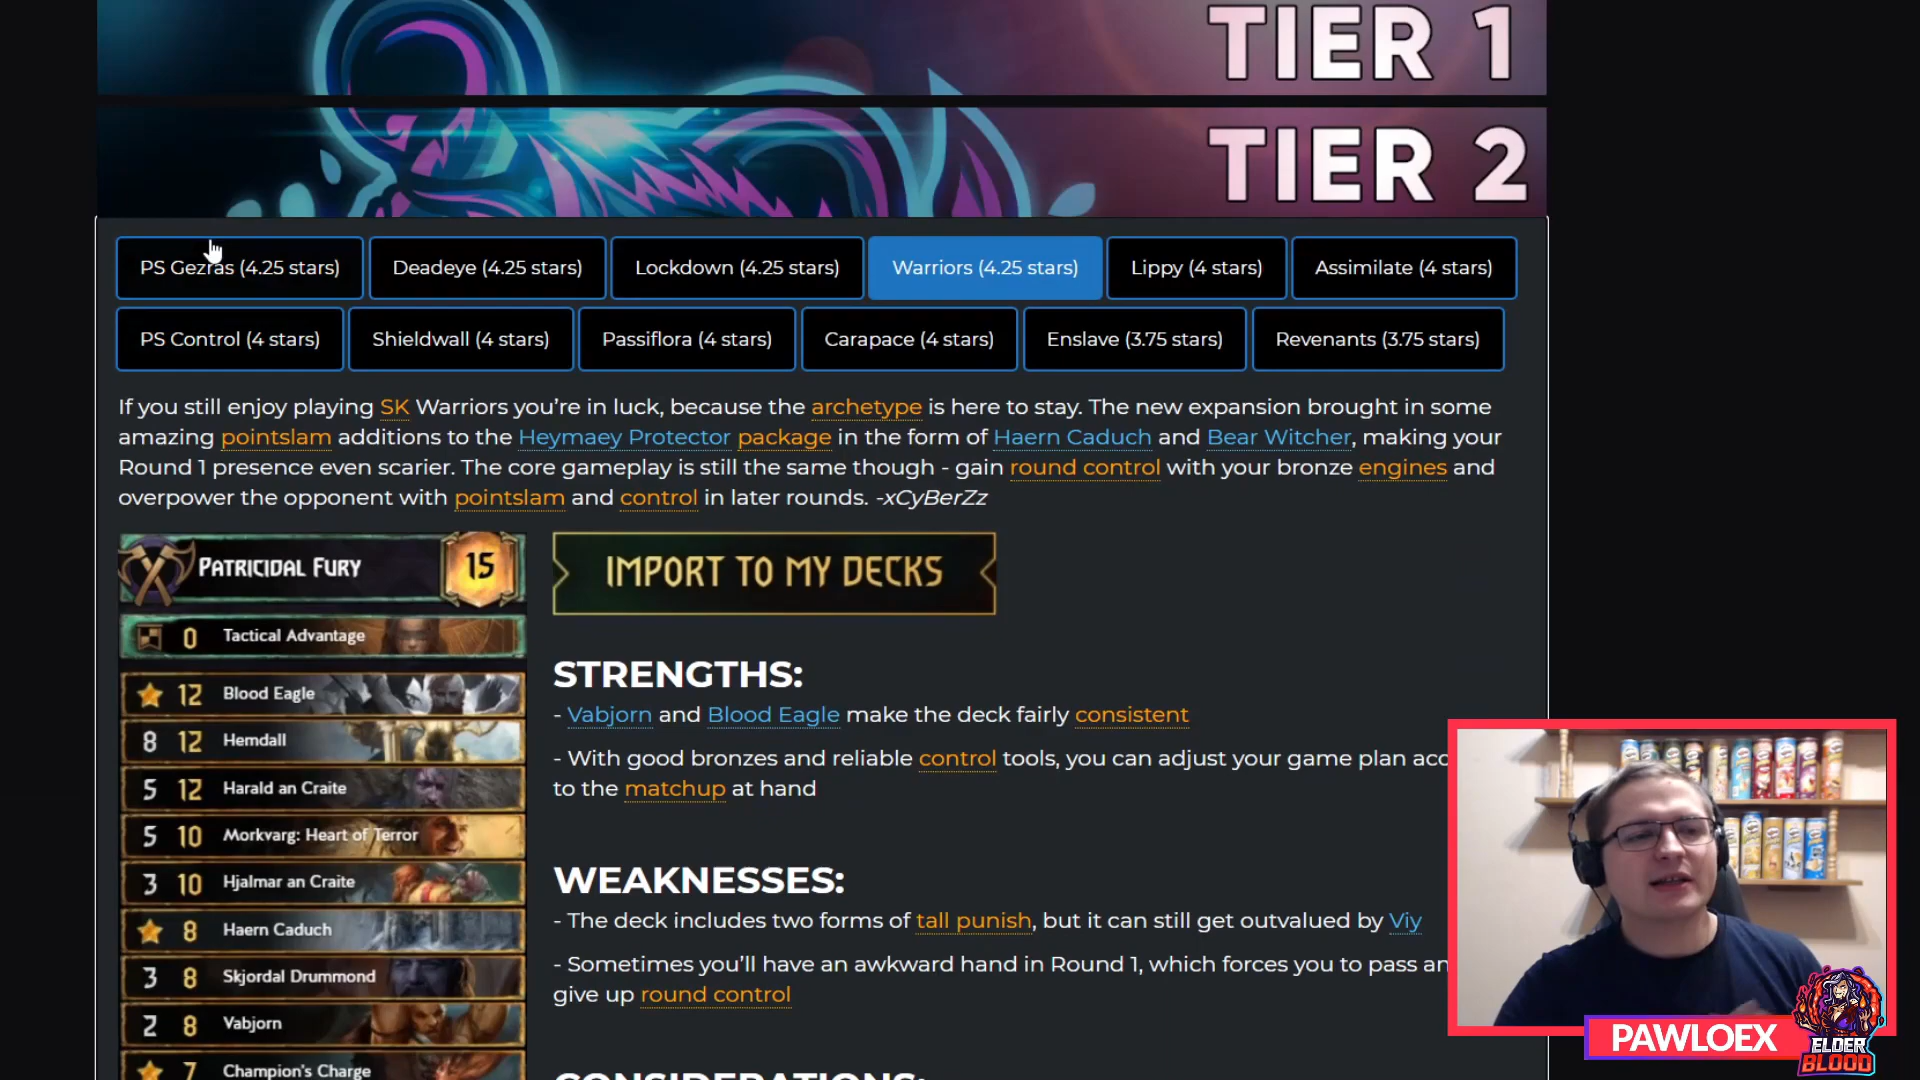 TIER 1
TIER 2
PS Gezras (4.25 stars) Deadeye (4.25 stars) Lockdown (4.25 stars) Warriors (4.25 stars) Lippy (4 stars) Assimilate (4 stars)
PS Control (4 stars) Shieldwall (4 stars) Passiflora (4 stars) Carapace (4 stars) Enslave (3.75 stars) Revenants (3.75 stars)
If you still enjoy playing SK Warriors you're in luck, because the archetype is here to stay. The new expansion brought in some
amazing pointslam additions to the Heymaey Protector package in the form of Haern Caduch and Bear Witcher, making your
Round 1 presence even scarier. The core gameplay is still the same though - gain round control with your bronze engines and
overpower the opponent with pointslam and control in later rounds. -xCyBerZz
PATRICIDAL FURY 15
0 Tactical Advantage
12 Blood Eagle
8 12 Hemdall
5 12 Harald an Craite
5 10 Morkvarg: Heart of Terror
3 10 Hjalmar an Craite
8 Haern Caduch
3 8 Skjordal Drummond
2 8 Vabjorn
7 Champion's Charge
IMPORT TO MY DECKS
STRENGTHS:
- Vabjorn and Blood Eagle make the deck fairly consistent
- With good bronzes and reliable control tools, you can adjust your game plan acc
to the matchup at hand
WEAKNESSES:
- The deck includes two forms of tall punish, but it can still get outvalued by Viy
- Sometimes you'll have an awkward hand in Round 1, which forces you to pass an
give up round control
CONSIDERATIONS:
PAWLOEX
ELDER
BLOOD